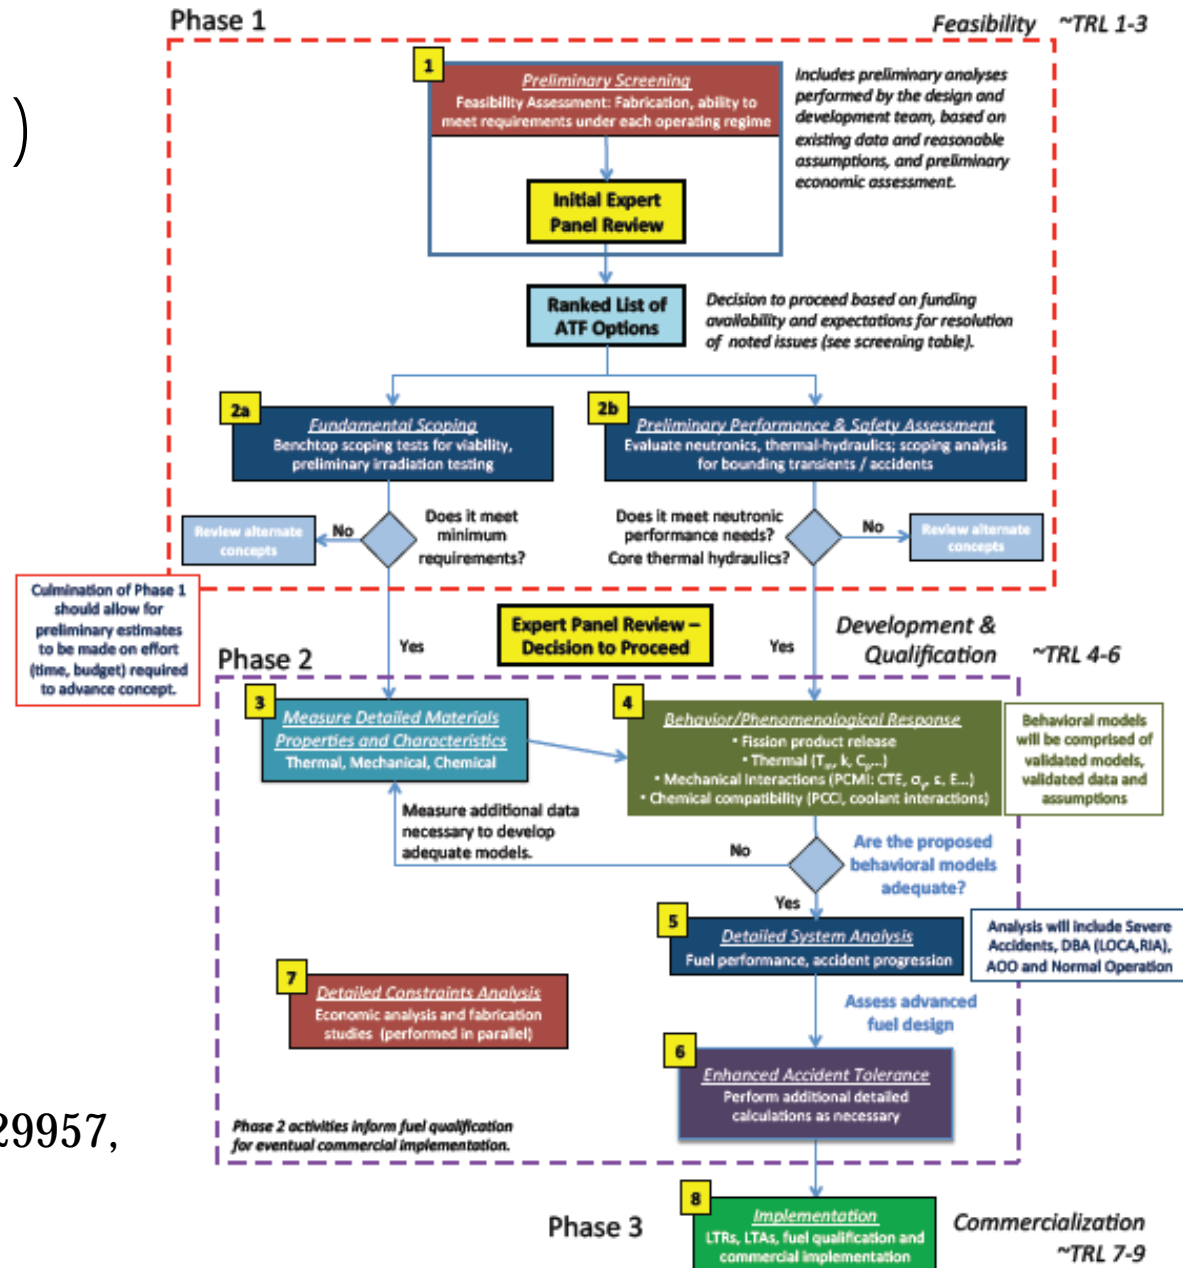 Phase 1
Feasibility ~TRL 1-3
)
1
Preliminary Screening
Feasibility Assessment: Fabrication, ability to
meet requirements under each operating regime
Includes preliminary analyses
performed by the design and
development team, based on
existing data and reasonable
assumptions, and preliminary
economic assessment.
Initial Expert
Panel Review
Ranked List of
ATF Options
Decision to proceed based on funding
availability and expectations for resolution
of noted issues (see screening table).
2a
Fundamental Scoping
Benchtop scoping tests for viability,
preliminary irradiation testing
2b
Preliminary Performance & Safety Assessment
Evaluate neutronics, thermal-hydraulics; scoping analysis
for bounding transients / accidents
Review alternate
concepts
No
Does it meet
minimum
requirements?
Does it meet neutronic
performance needs?
Core thermal hydraulics?
No
Review alternate
concepts
Culmination of Phase 1
should allow for
preliminary estimates
to be made on effort
(time, budget) required
to advance concept.
Yes
Expert Panel Review –
Decision to Proceed
Yes
Development &
Qualification ~TRL 4-6
Phase 2
3
Measure Detailed Materials
Properties and Characteristics
Thermal, Mechanical, Chemical
4
Behavior/Phenomenological Response
• Fission product release
• Thermal (Tm, k, Cp...)
• Mechanical Interactions (PCMI: CTE, σy, ε, E...)
• Chemical compatibility (PCCI, coolant interactions)
Behavioral models
will be comprised of
validated models,
validated data and
assumptions
Measure additional data
necessary to develop
adequate models.
No
Are the proposed
behavioral models
adequate?
Yes
5
Detailed System Analysis
Fuel performance, accident progression
Analysis will include Severe
Accidents, DBA (LOCA,RIA),
AOO and Normal Operation
7
Detailed Constraints Analysis
Economic analysis and fabrication
studies (performed in parallel)
Assess advanced
fuel design
6
Enhanced Accident Tolerance
Perform additional detailed
calculations as necessary
29957,
Phase 2 activities inform fuel qualification
for eventual commercial implementation.
Phase 3
8
Implementation
LTRs, LTAs, fuel qualification and
commercial implementation
Commercialization
~TRL 7-9